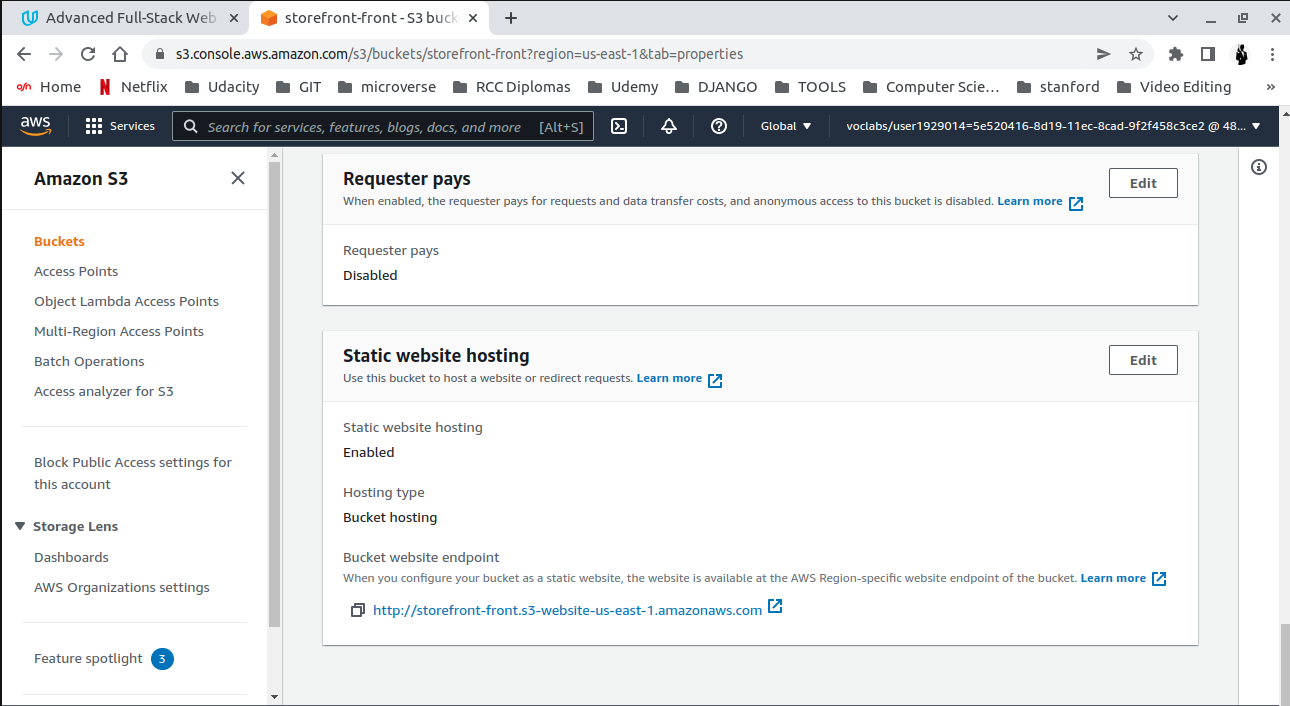 Advanced Full-Stack Web
storefront-front - S3 buck
s3.console.aws.amazon.com/s3/buckets/storefront-front?region=us-east-1&tab=properties
Home Netflix Udacity GIT microverse RCC Diplomas Udemy DJANGO TOOLS Computer Scie... stanford Video Editing »
aws Services Search for services, features, blogs, docs, and more [Alt+S] Global voclabs/user1929014=5e520416-8d19-11ec-8cad-9f2f458c3ce2 @ 48...
Amazon S3
Buckets
Access Points
Object Lambda Access Points
Multi-Region Access Points
Batch Operations
Access analyzer for S3
Block Public Access settings for
this account
Storage Lens
Dashboards
AWS Organizations settings
Feature spotlight 3
Requester pays
When enabled, the requester pays for requests and data transfer costs, and anonymous access to this bucket is disabled. Learn more
Edit
Requester pays
Disabled
Static website hosting
Use this bucket to host a website or redirect requests. Learn more
Edit
Static website hosting
Enabled
Hosting type
Bucket hosting
Bucket website endpoint
When you configure your bucket as a static website, the website is available at the AWS Region-specific website endpoint of the bucket. Learn more
http://storefront-front.s3-website-us-east-1.amazonaws.com